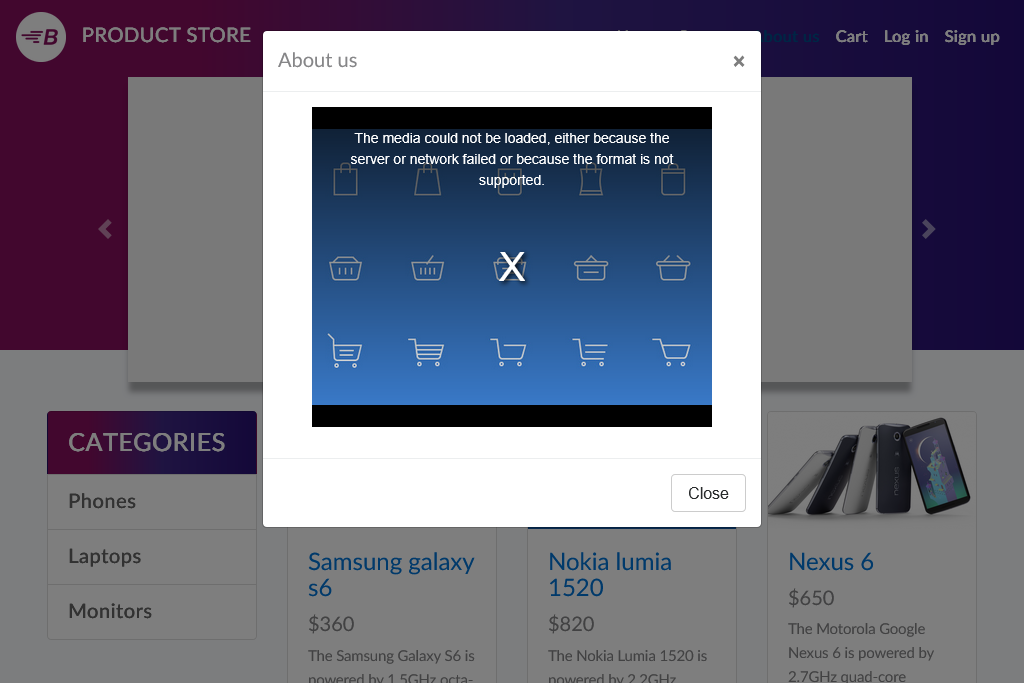 PRODUCT STORE
About us
Cart
Log in
Sign up
About us
×
The media could not be loaded, either because the
server or network failed or because the format is not
supported.
X
Close
CATEGORIES
Phones
Laptops
Monitors
Samsung galaxy
s6
$360
The Samsung Galaxy S6 is
powered by 1.5GHz octa-
Nokia lumia
1520
$820
The Nokia Lumia 1520 is
powered by 2.2GHz
Nexus 6
$650
The Motorola Google
Nexus 6 is powered by
2.7GHz quad-core